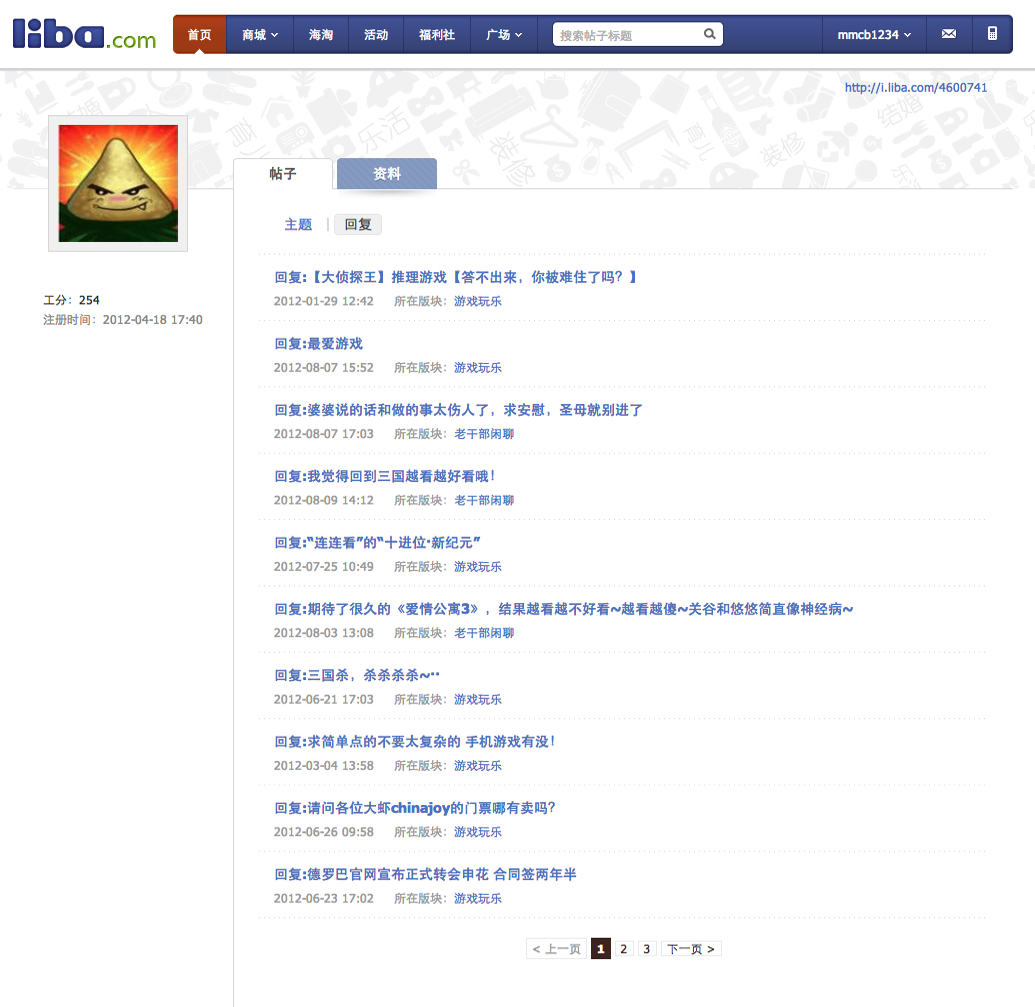 liba.com 首页 商城 海淘 活动 福利社 广场 搜索帖子标题 mmcb1234
http://i.liba.com/4600741
帖子 资料
主题 | 回复
工分：254
注册时间：2012-04-18 17:40
回复:【大侦探王】推理游戏【答不出来，你被难住了吗？】
2012-01-29 12:42 所在版块：游戏玩乐
回复:最爱游戏
2012-08-07 15:52 所在版块：游戏玩乐
回复:婆婆说的话和做的事太伤人了，求安慰，圣母就别进了
2012-08-07 17:03 所在版块：老干部闲聊
回复:我觉得回到三国越看越好看哦！
2012-08-09 14:12 所在版块：老干部闲聊
回复:“连连看”的“十进位·新纪元”
2012-07-25 10:49 所在版块：游戏玩乐
回复:期待了很久的《爱情公寓3》，结果越看越不好看~越看越傻~关谷和悠悠简直像神经病~
2012-08-03 13:08 所在版块：老干部闲聊
回复:三国杀，杀杀杀杀~··
2012-06-21 17:03 所在版块：游戏玩乐
回复:求简单点的不要太复杂的 手机游戏有没！
2012-03-04 13:58 所在版块：游戏玩乐
回复:请问各位大虾chinajoy的门票哪有卖吗？
2012-06-26 09:58 所在版块：游戏玩乐
回复:德罗巴官网宣布正式转会申花 合同签两年半
2012-06-23 17:02 所在版块：游戏玩乐
< 上一页 1 2 3 下一页 >